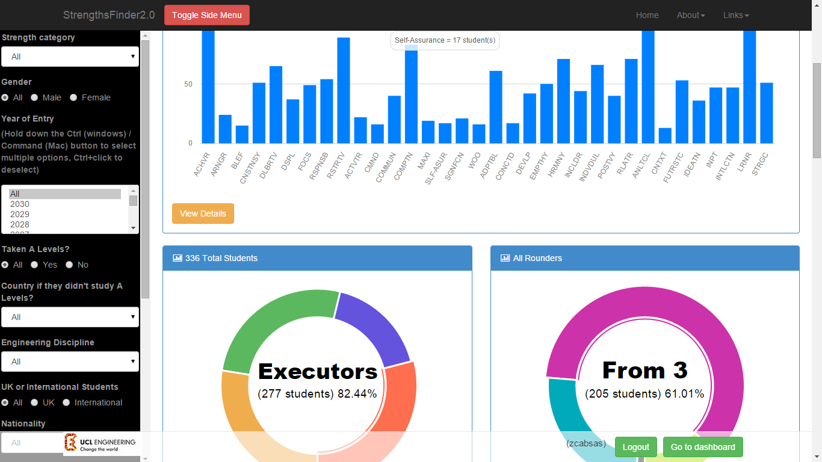 StrengthsFinder2.0
Toggle Side Menu
Home
About
Links
Strength category
All
Gender
All Male Female
Year of Entry
(Hold down the Ctrl (windows) /
Command (Mac) button to select
multiple options, Ctrl+click to
deselect)
All
2030
2029
2028
Taken A Levels?
All Yes No
Country if they didn't study A
Levels?
All
Engineering Discipline
All
UK or International Students
All UK International
Nationality
All
UCL ENGINEERING
Change the world
Self-Assurance = 17 student(s)
50
0
ACHVR
ARNGR
BLEF
CNSTNSY
DLBRTV
DSPL
FOCS
RSPNSB
RSTRTV
ACTVTR
CMND
COMMUN
COMPTN
MAXI
SLF-ASUR
SGNFCN
WOO
ADPTBL
CONCTD
DEVLP
EMPTHY
HRMNY
INCLDR
INDVDUL
POSTVY
RLATR
ANLTCL
CNTXT
FUTRSTC
IDEATN
INPT
INTLCTN
LRNR
STRGC
View Details
336 Total Students
Executors
(277 students) 82.44%
All Rounders
From 3
(205 students) 61.01%
(zcabsas)
Logout
Go to dashboard